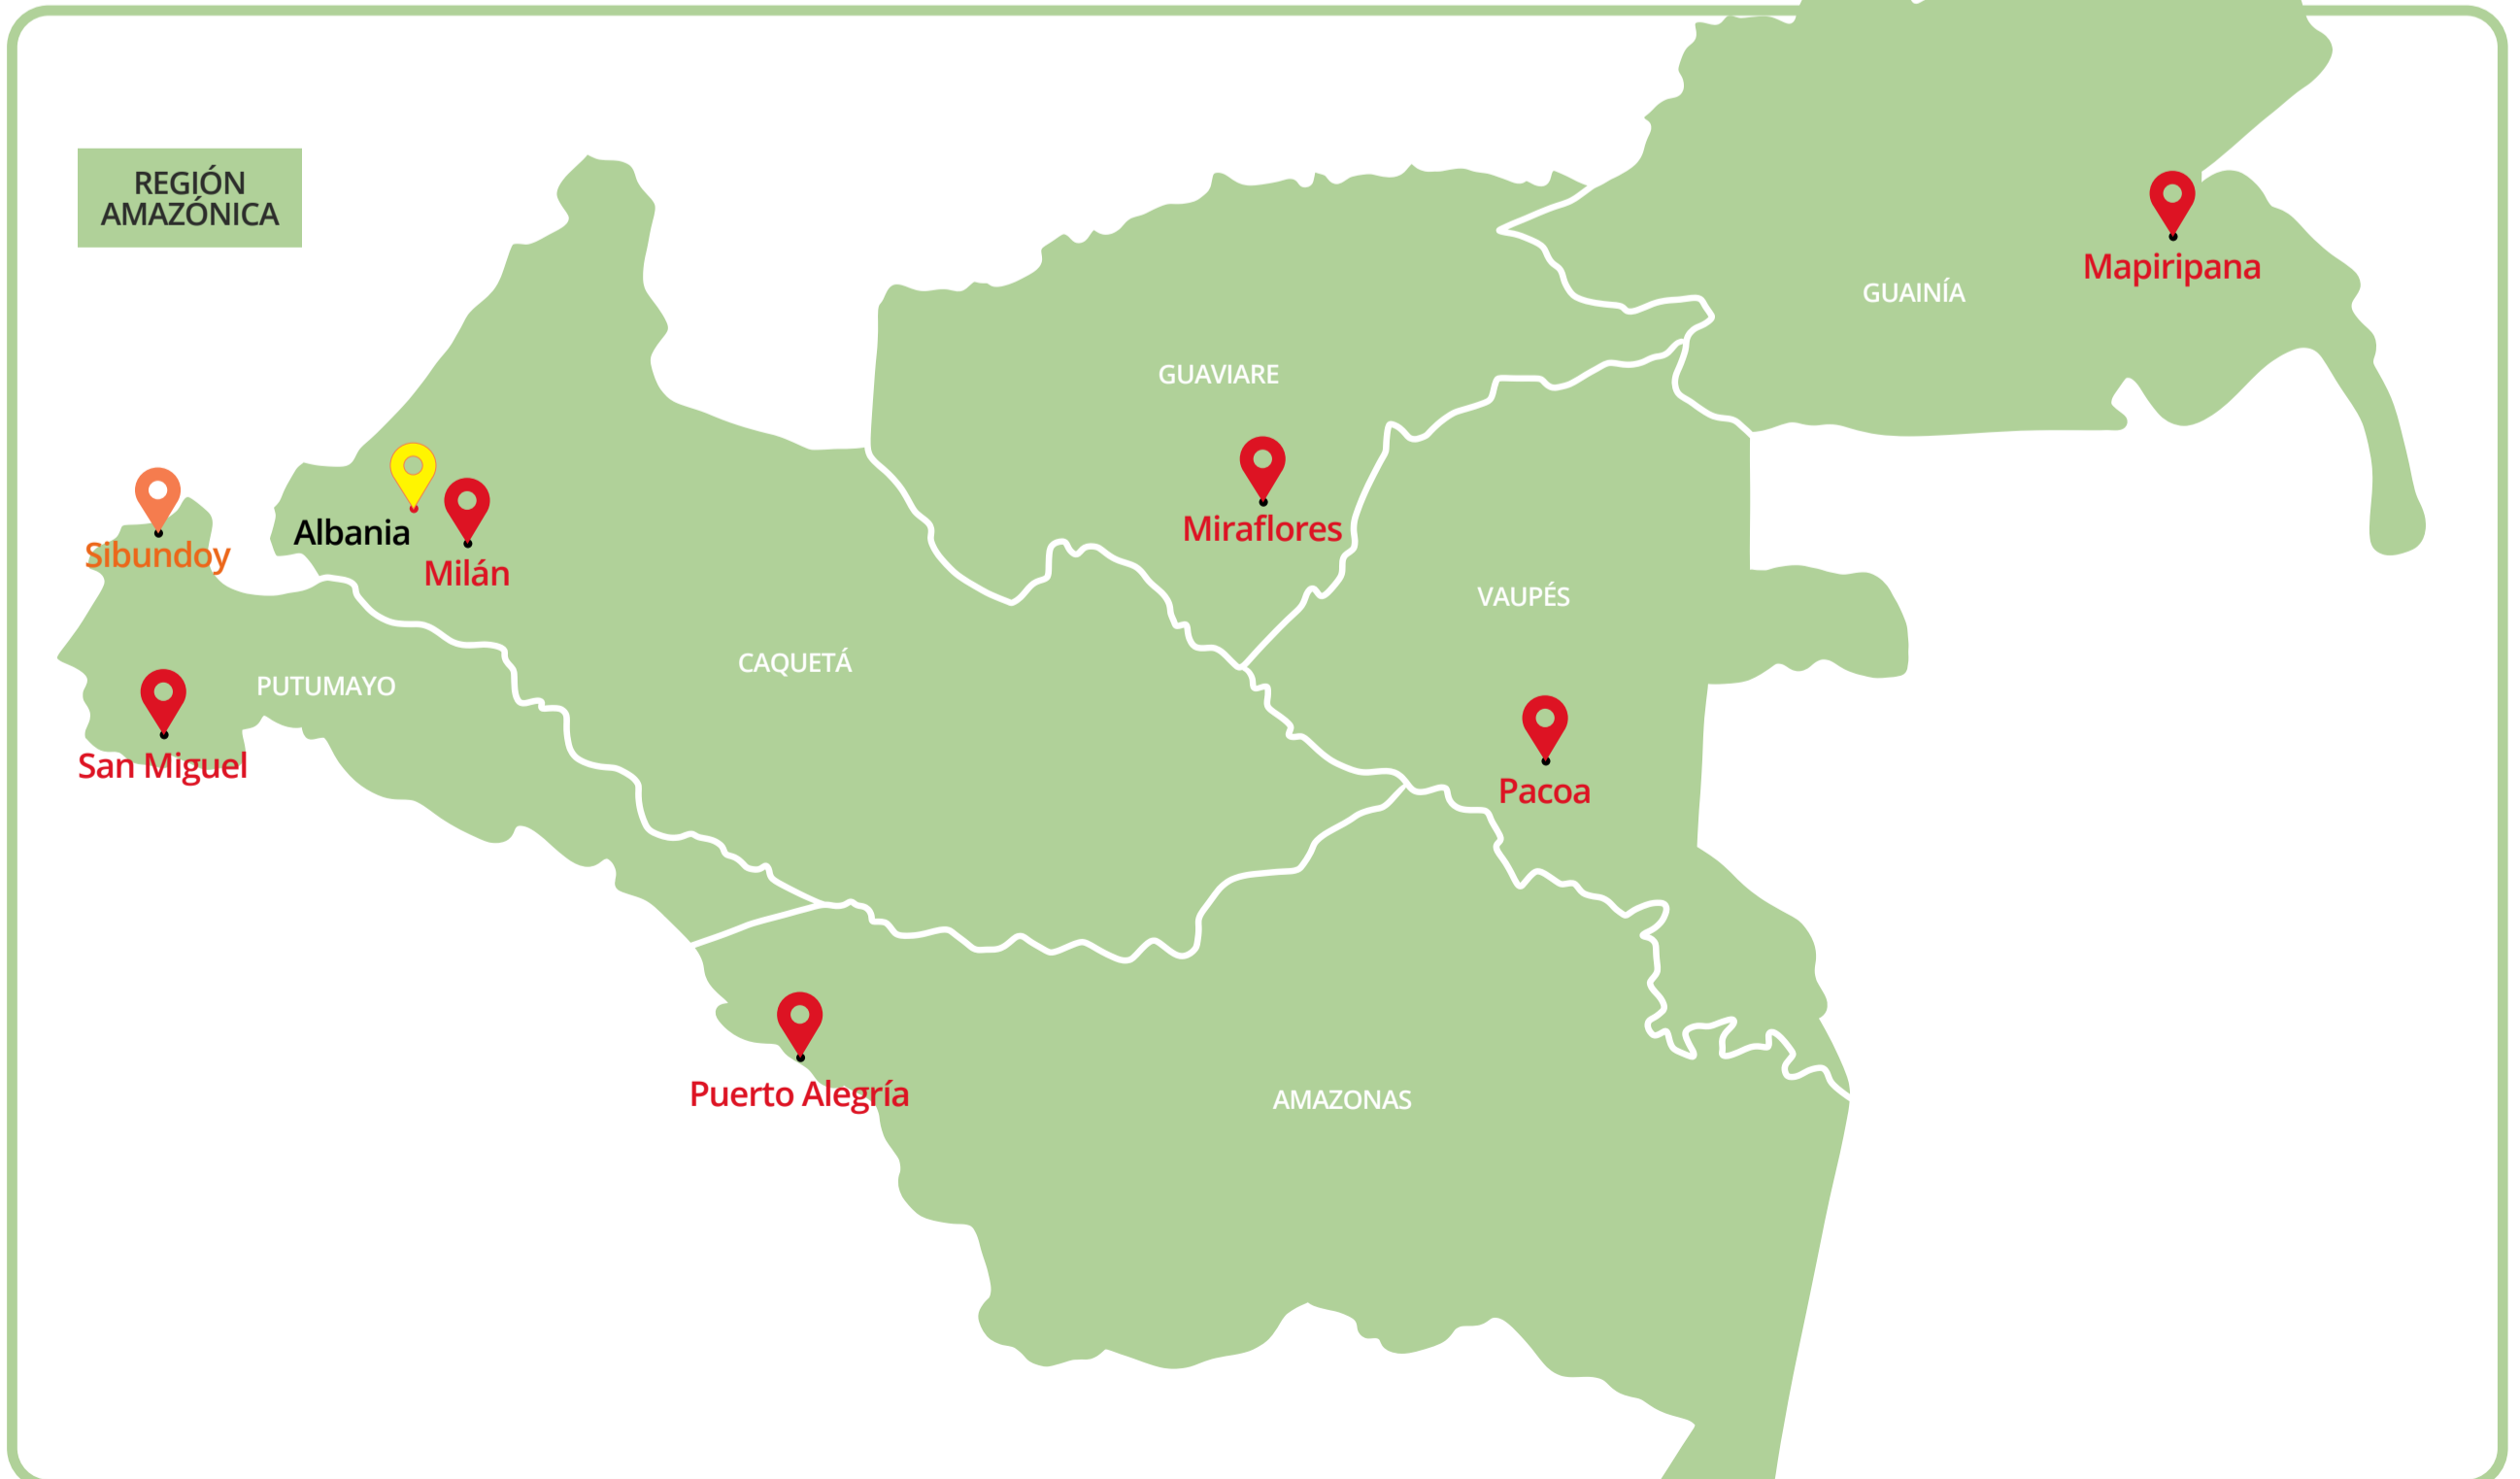 REGIÓN
AMAZÓNICA
Mapiripana
GUAINÍA
GUAVIARE
Albania
Milán
Sibundoy
Miraflores
VAUPÉS
CAQUETÁ
PUTUMAYO
San Miguel
Pacoa
Puerto Alegría
AMAZONAS